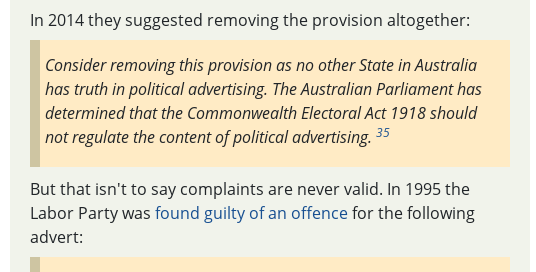 In 2014 they suggested removing the provision altogether:
Consider removing this provision as no other State in Australia
has truth in political advertising. The Australian Parliament has
determined that the Commonwealth Electoral Act 1918 should
not regulate the content of political advertising. 35
But that isn't to say complaints are never valid. In 1995 the
Labor Party was found guilty of an offence for the following
advert: